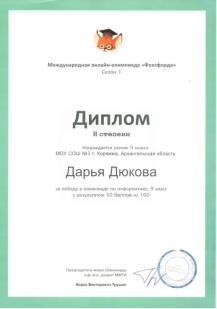 Международная онлайн-олимпиада «Фоксфорда»
Сезон 1
Диплом
II степени
Награждается ученик 9 класса
МОУ СОШ №3 г. Коряжма, Архангельская область
Дарья Дюкова
за победу в олимпиаде по информатике, 9 класс
с результатом 50 баллов из 100
Председатель жюри Олимпиады
к.ф.-м.н., доцент МФТИ
Борис Викторович Трушин